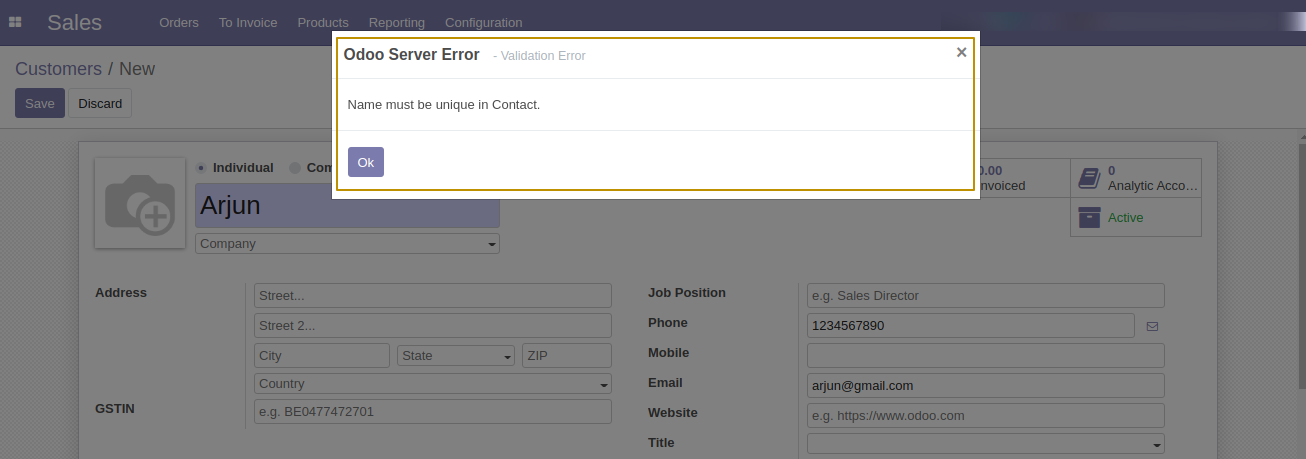 Sales Orders To Invoice Products Reporting Configuration
Odoo Server Error - Validation Error ×
Customers / New
Save Discard
Name must be unique in Contact.
Ok
Individual
Arjun
Company
0.00
nvoiced
0
Analytic Acco...
Active
Address
Street...
Street 2...
City State ZIP
Country
GSTIN e.g. BE0477472701
Job Position e.g. Sales Director
Phone 1234567890
Mobile
Email arjun@gmail.com
Website e.g. https://www.odoo.com
Title